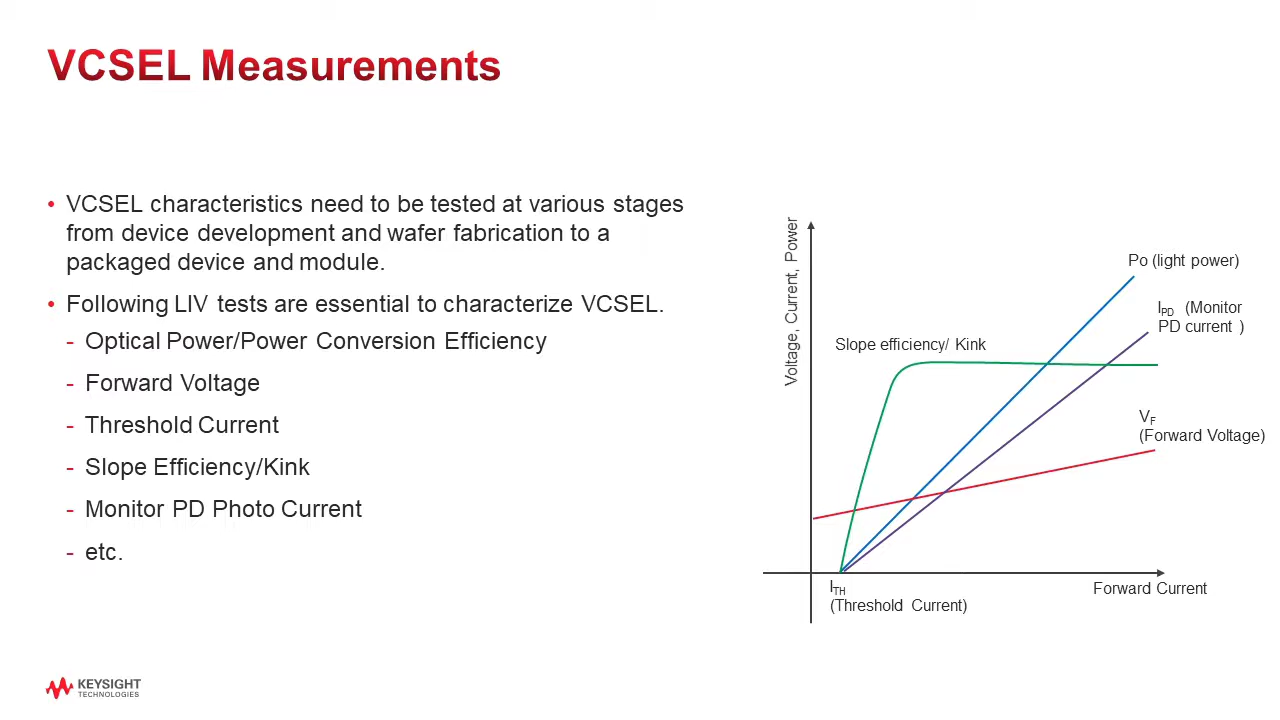 VCSEL Measurements
• VCSEL characteristics need to be tested at various stages
from device development and wafer fabrication to a
packaged device and module.
• Following LIV tests are essential to characterize VCSEL.
- Optical Power/Power Conversion Efficiency
- Forward Voltage
- Threshold Current
- Slope Efficiency/Kink
- Monitor PD Photo Current
- etc.
Voltage, Current, Power
Po (light power)
IPD (Monitor
PD current )
Slope efficiency/ Kink
VF
(Forward Voltage)
ITH
(Threshold Current)
Forward Current
KEYSIGHT
TECHNOLOGIES